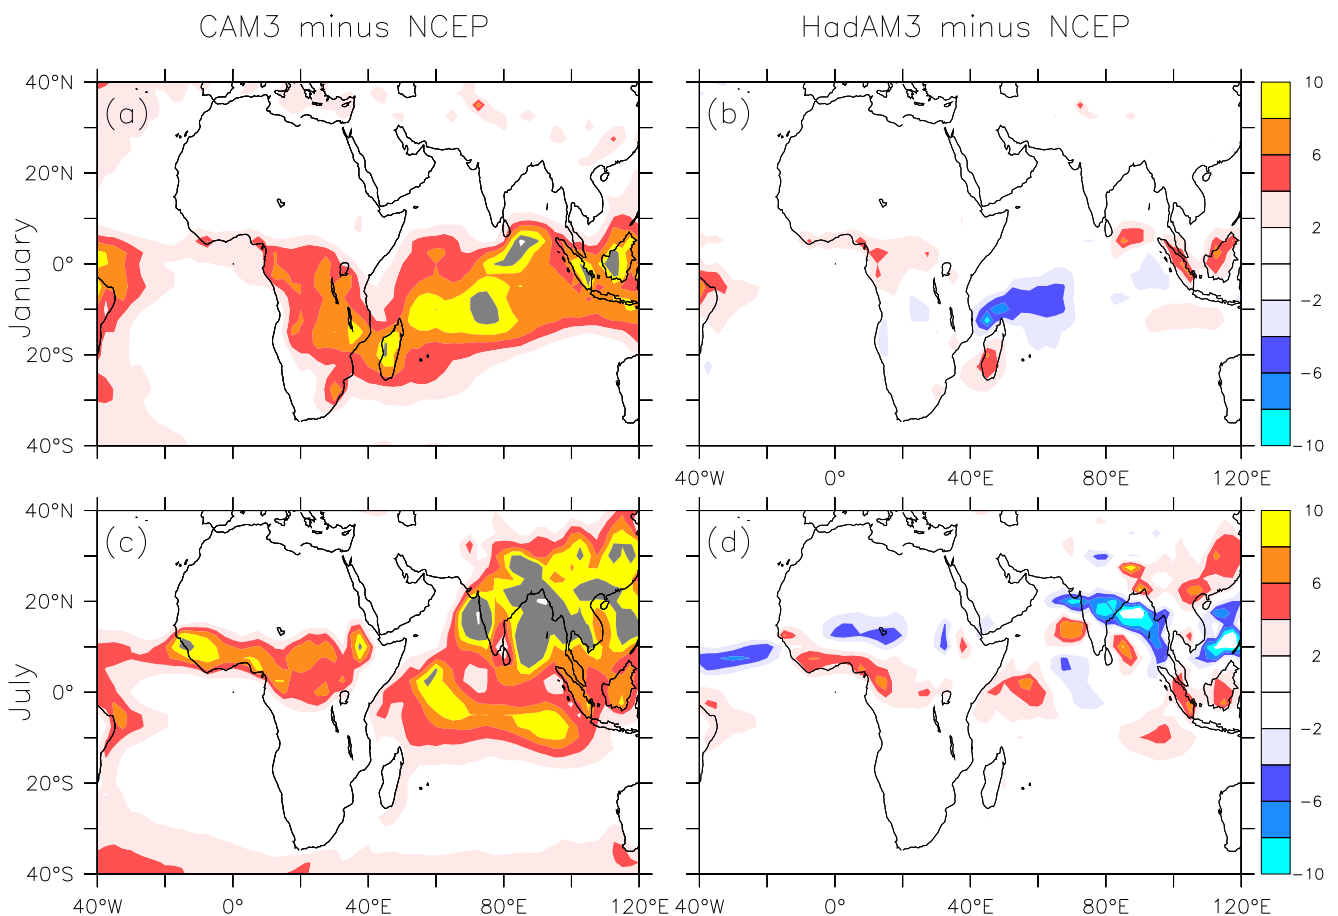 CAM3 minus NCEP HadAM3 minus NCEP
40°N 10
(a) (b)
20°N 6
January 2
0°
-2
20°S
-6
40°S -10
40°W 0° 40°E 80°E 120°E
40°N 10
(c) (d)
20°N 6
July 2
0°
-2
20°S
-6
40°S -10
40°W 0° 40°E 80°E 120°E 40°W 0° 40°E 80°E 120°E